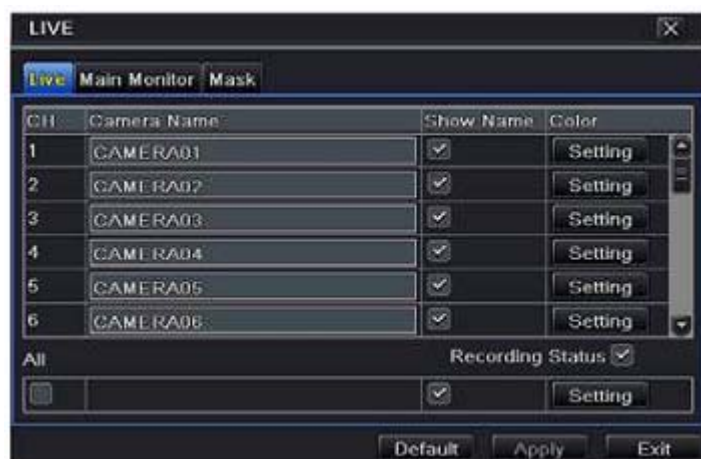 LIVE
Live Main Monitor Mask
CH Camera Name Show Name Color
1 CAMERA01 Setting
2 CAMERA02 Setting
3 CAMERA03 Setting
4 CAMERA04 Setting
5 CAMERA05 Setting
6 CAMERA06 Setting
All Recording Status
Setting
Default Apply Exit